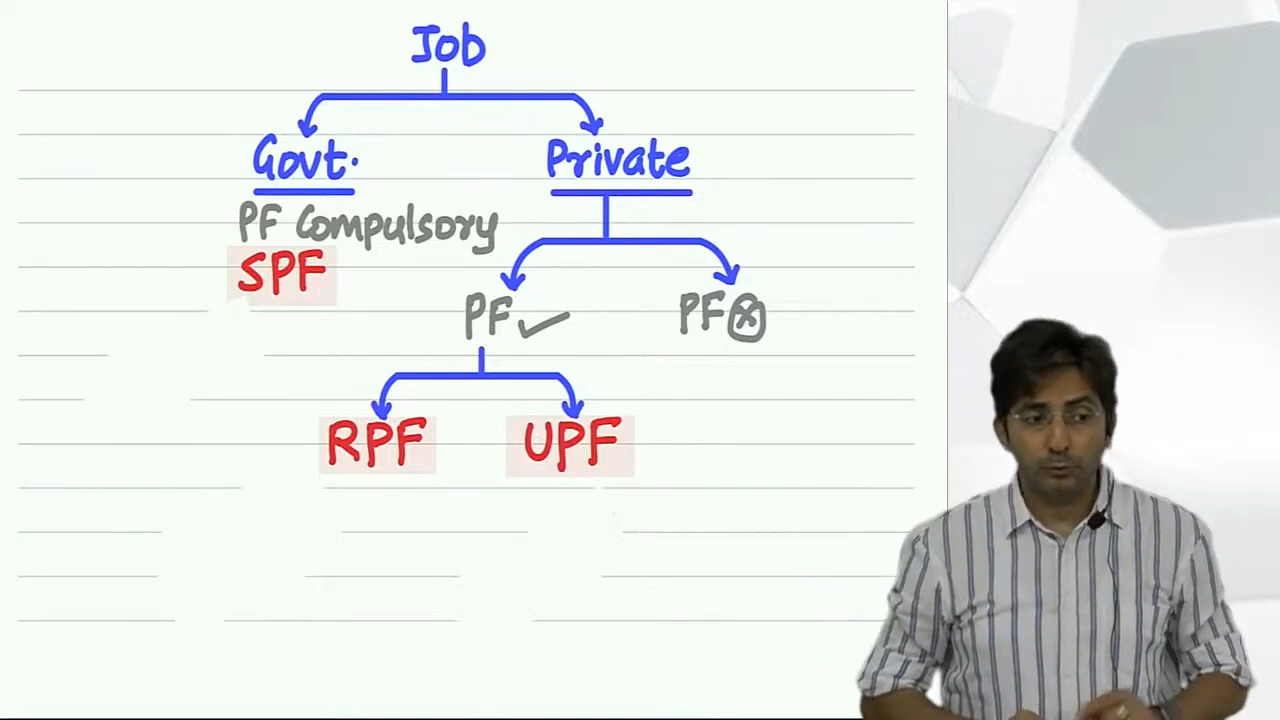 Job
Govt. Private
PF Compulsory
SPF
PF ✓ PF ⓧ
RPF UPF